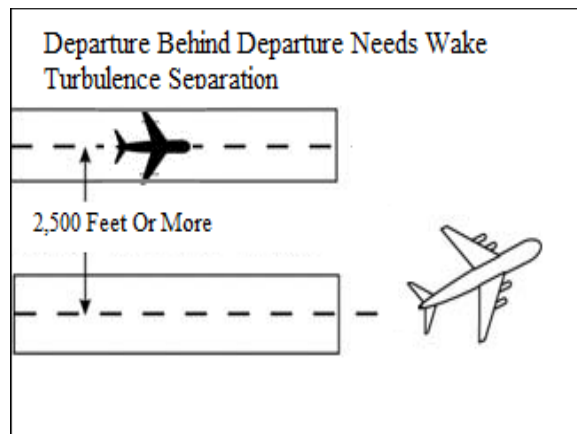 Departure Behind Departure Needs Wake
Turbulence Separation
2,500 Feet Or More